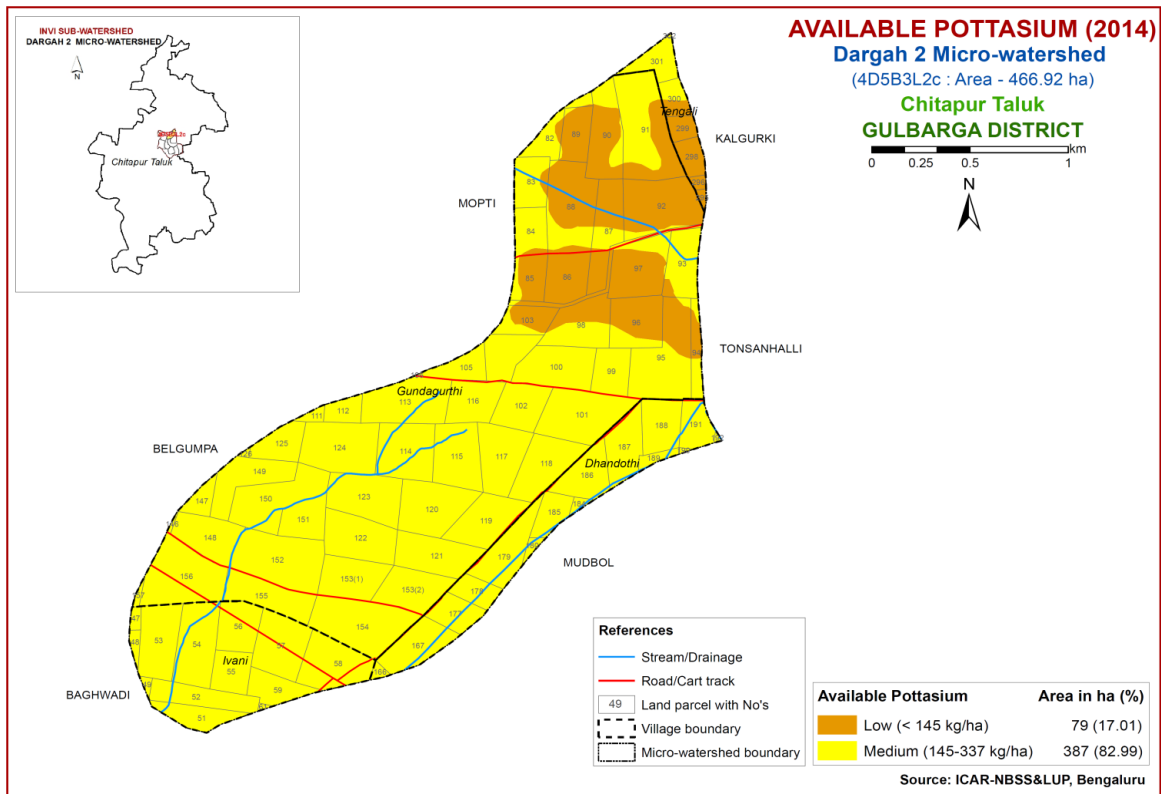 INVI SUB-WATERSHED
DARGAH 2 MICRO-WATERSHED
N
Chitapur Taluk
AVAILABLE POTTASIUM (2014)
Dargah 2 Micro-watershed
(4D5B3L2c : Area - 466.92 ha)
Chitapur Taluk
GULBARGA DISTRICT
km
0 0.25 0.5 1
N
301
300
Tengali
KALGURKI
82
89
90
91
299
298
83
MOPTI
88
92
84
87
93
85
96
97
103
98
96
94
TONSANHALLI
95
105
100
99
Gundagurthi
113
116
102
101
111
112
188
191
BELGUMPA
125
124
114
115
117
118
187
189
Dhandothi
186
149
150
123
147
151
120
119
185
148
122
121
179
MUDBOL
152
156
153(1)
153(2)
178
177
155
154
167
47
48
53
54
56
57
58
Ivani
55
BAGHWADI
49
52
59
51
References
Stream/Drainage
Road/Cart track
49 Land parcel with No's
Village boundary
Micro-watershed boundary
Available Pottasium Area in ha (%)
Low (< 145 kg/ha) 79 (17.01)
Medium (145-337 kg/ha) 387 (82.99)
Source: ICAR-NBSS&LUP, Bengaluru